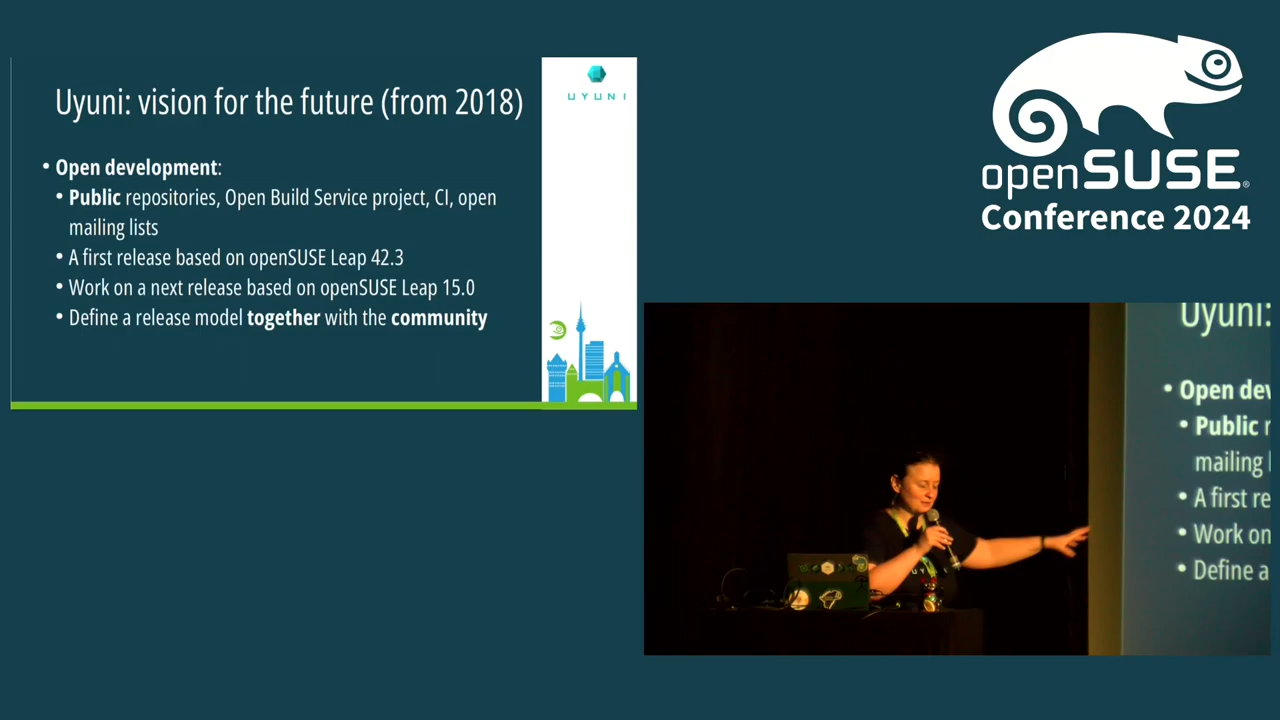 Uyuni: vision for the future (from 2018)
UYUNI
• Open development:
• Public repositories, Open Build Service project, CI, open
mailing lists
• A first release based on openSUSE Leap 42.3
• Work on a next release based on openSUSE Leap 15.0
• Define a release model together with the community
openSUSE®
Conference 2024
Uyuni:
• Open dev
• Public r
mailing l
• A first re
• Work on
• Define a